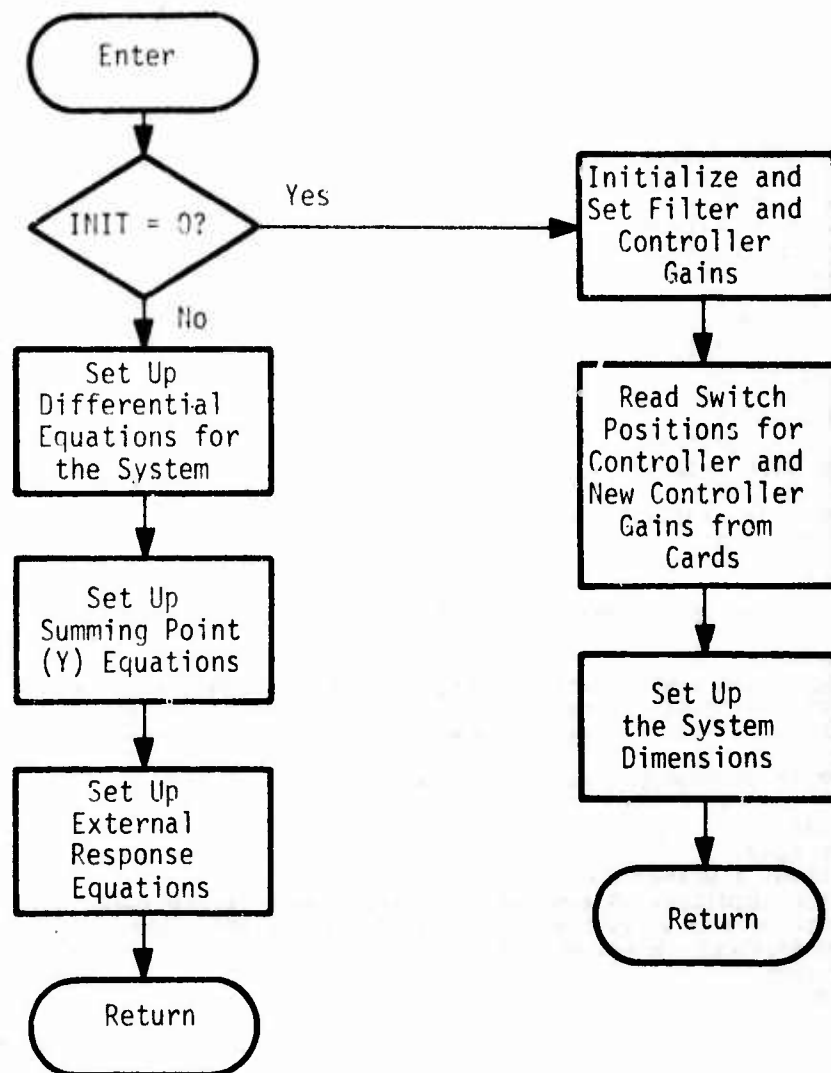 Enter
INIT = 0?
Yes
No
Set Up
Differential
Equations for
the System
Set Up
Summing Point
(Y) Equations
Set Up
External
Response
Equations
Return
Initialize and
Set Filter and
Controller
Gains
Read Switch
Positions for
Controller and
New Controller
Gains from
Cards
Set Up
the System
Dimensions
Return